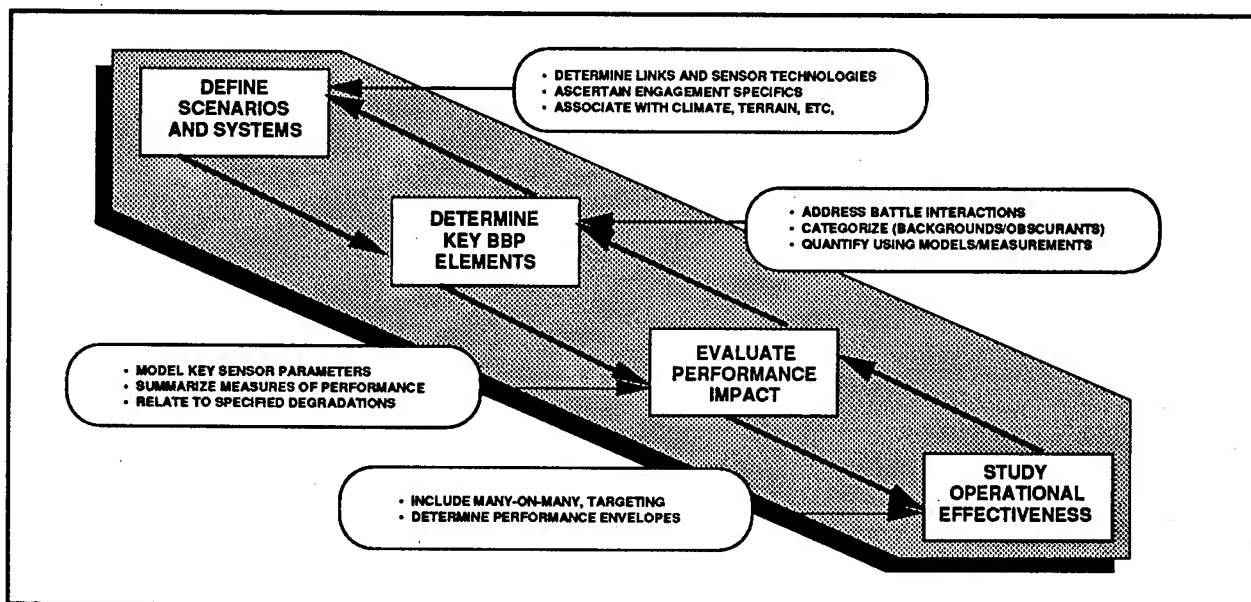 DEFINE
SCENARIOS
AND SYSTEMS
• DETERMINE LINKS AND SENSOR TECHNOLOGIES
• ASCERTAIN ENGAGEMENT SPECIFICS
• ASSOCIATE WITH CLIMATE, TERRAIN, ETC,
DETERMINE
KEY BBP
ELEMENTS
• ADDRESS BATTLE INTERACTIONS
• CATEGORIZE (BACKGROUNDS/OBSCURANTS)
• QUANTIFY USING MODELS/MEASUREMENTS
• MODEL KEY SENSOR PARAMETERS
• SUMMARIZE MEASURES OF PERFORMANCE
• RELATE TO SPECIFIED DEGRADATIONS
EVALUATE
PERFORMANCE
IMPACT
• INCLUDE MANY-ON-MANY, TARGETING
• DETERMINE PERFORMANCE ENVELOPES
STUDY
OPERATIONAL
EFFECTIVENESS